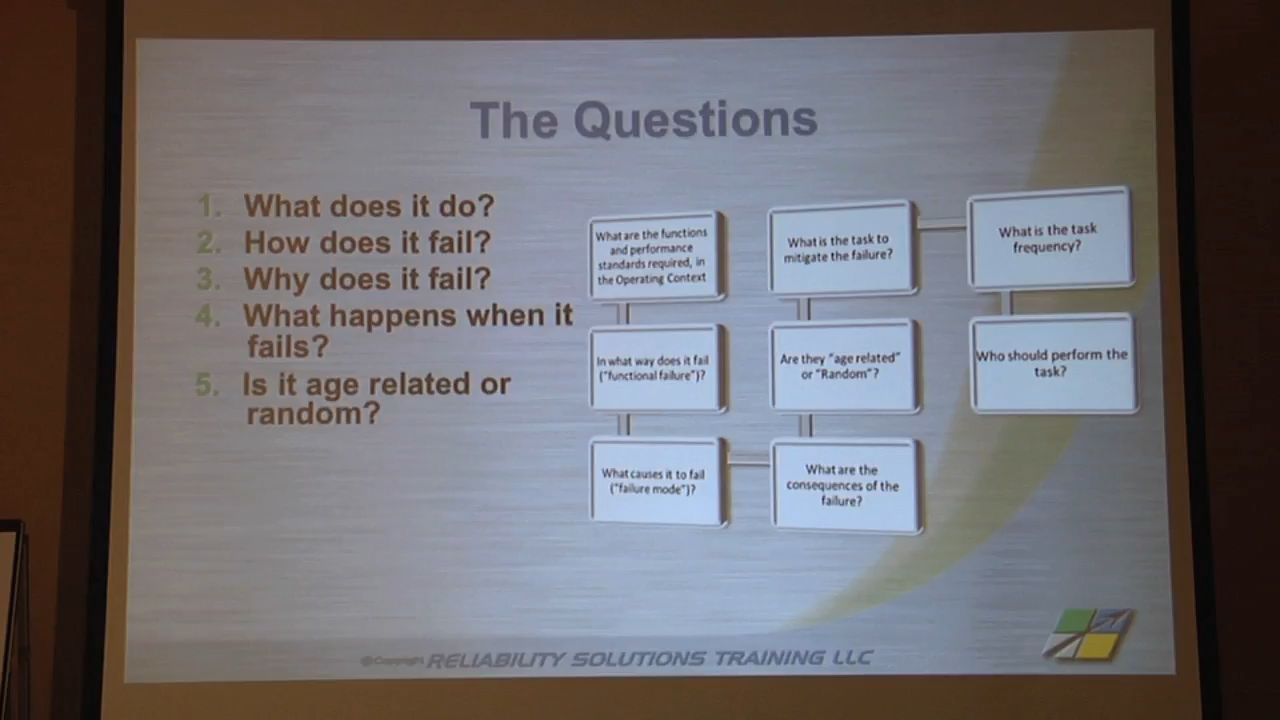 The Questions
1. What does it do?
2. How does it fail?
3. Why does it fail?
4. What happens when it
fails?
5. Is it age related or
random?
What are the functions
and performance
standards required, in
the Operating Context
In what way does it fail
("functional failure")?
What causes it to fail
("failure mode")?
What are the
consequences of the
failure?
Are they "age related"
or "Random"?
What is the task to
mitigate the failure?
What is the task
frequency?
Who should perform the
task?
©Copyright RELIABILITY SOLUTIONS TRAINING LLC